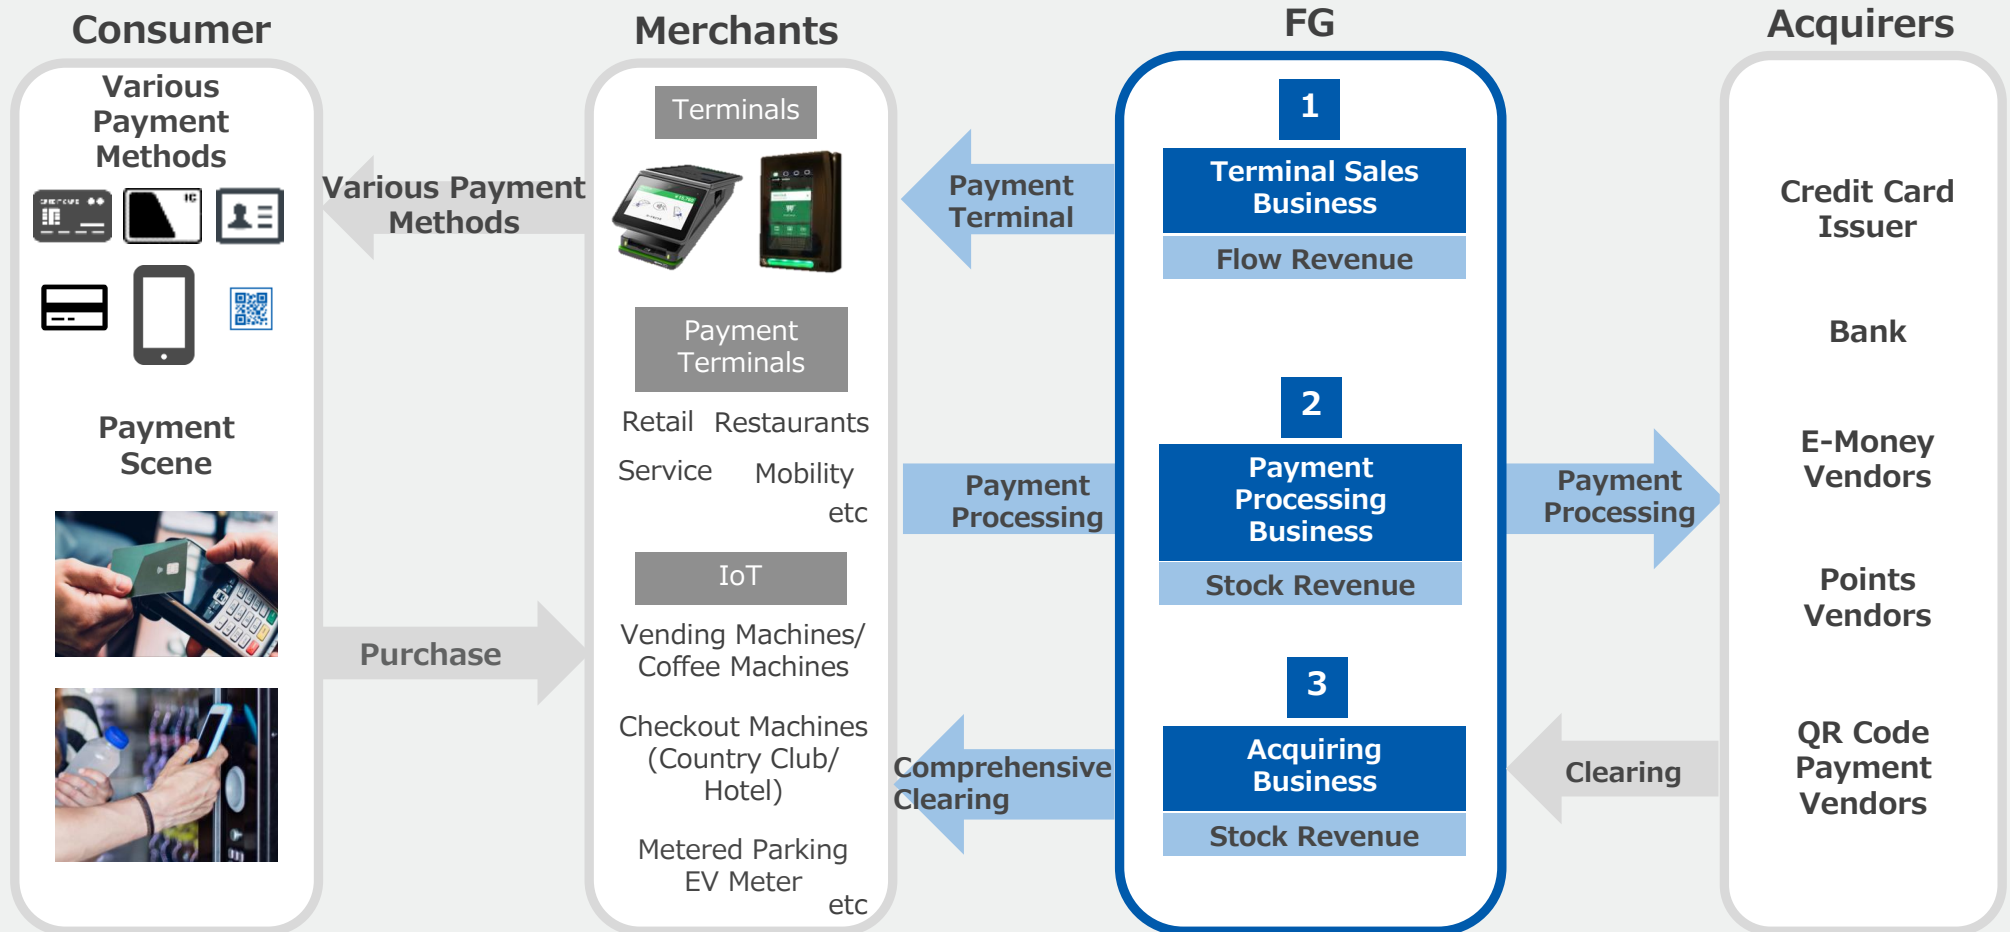 Consumer
Various
Payment
Methods
CREDIT CARD
IC
Payment
Scene
Various Payment
Methods
Purchase
Merchants
Terminals
Payment
Terminals
Retail Restaurants
Service Mobility
etc
IoT
Vending Machines/
Coffee Machines
Checkout Machines
(Country Club/
Hotel)
Metered Parking
EV Meter
etc
Payment
Terminal
Payment
Processing
Comprehensive
Clearing
FG
1
Terminal Sales
Business
Flow Revenue
2
Payment
Processing
Business
Stock Revenue
3
Acquiring
Business
Stock Revenue
Payment
Processing
Clearing
Acquirers
Credit Card
Issuer
Bank
E-Money
Vendors
Points
Vendors
QR Code
Payment
Vendors